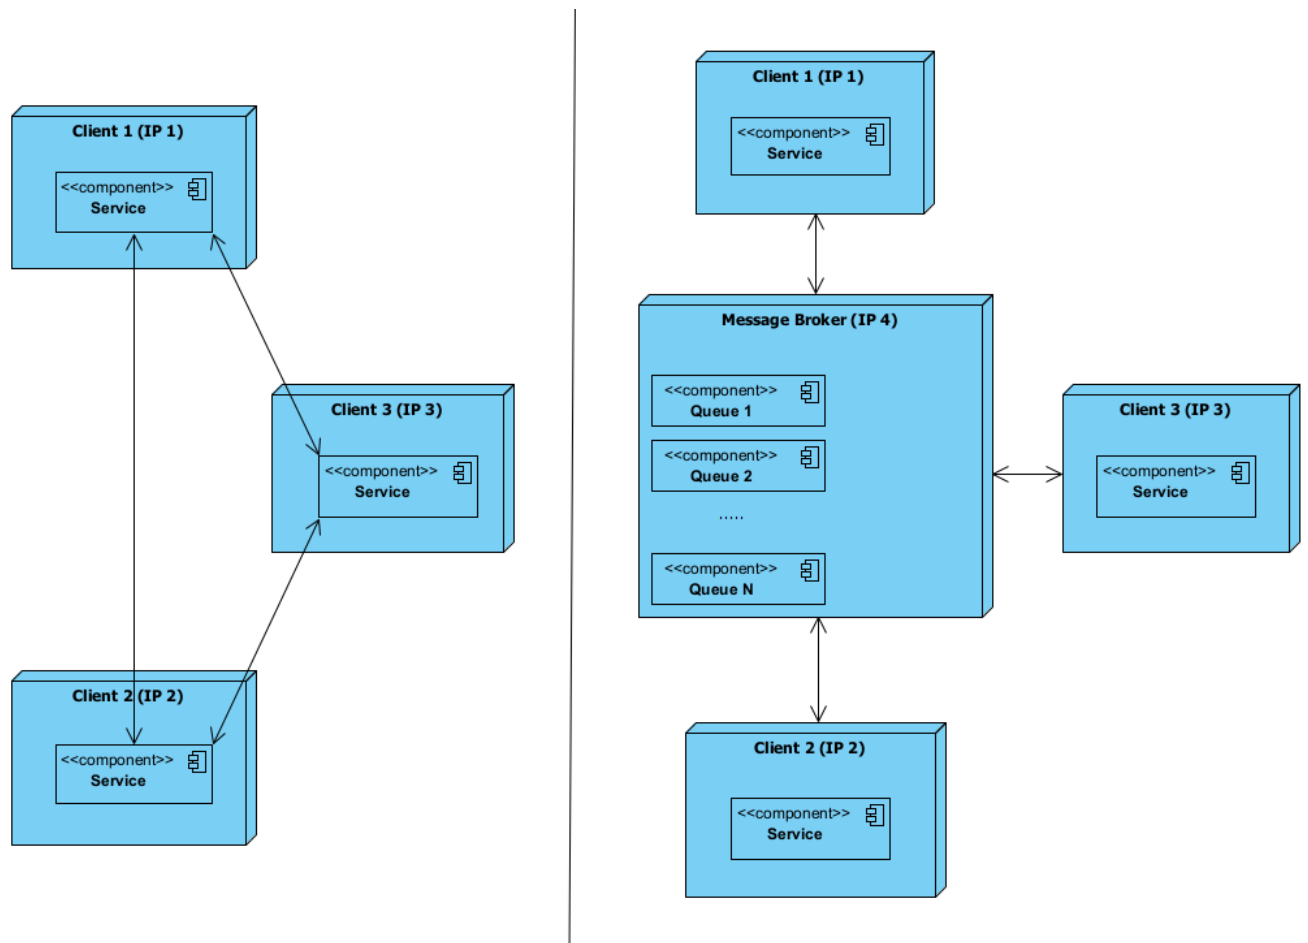 Client 1 (IP 1)
<<component>>
Service
Client 3 (IP 3)
<<component>>
Service
Client 2 (IP 2)
<<component>>
Service
Client 1 (IP 1)
<<component>>
Service
Message Broker (IP 4)
<<component>>
Queue 1
<<component>>
Queue 2
.....
<<component>>
Queue N
Client 3 (IP 3)
<<component>>
Service
Client 2 (IP 2)
<<component>>
Service